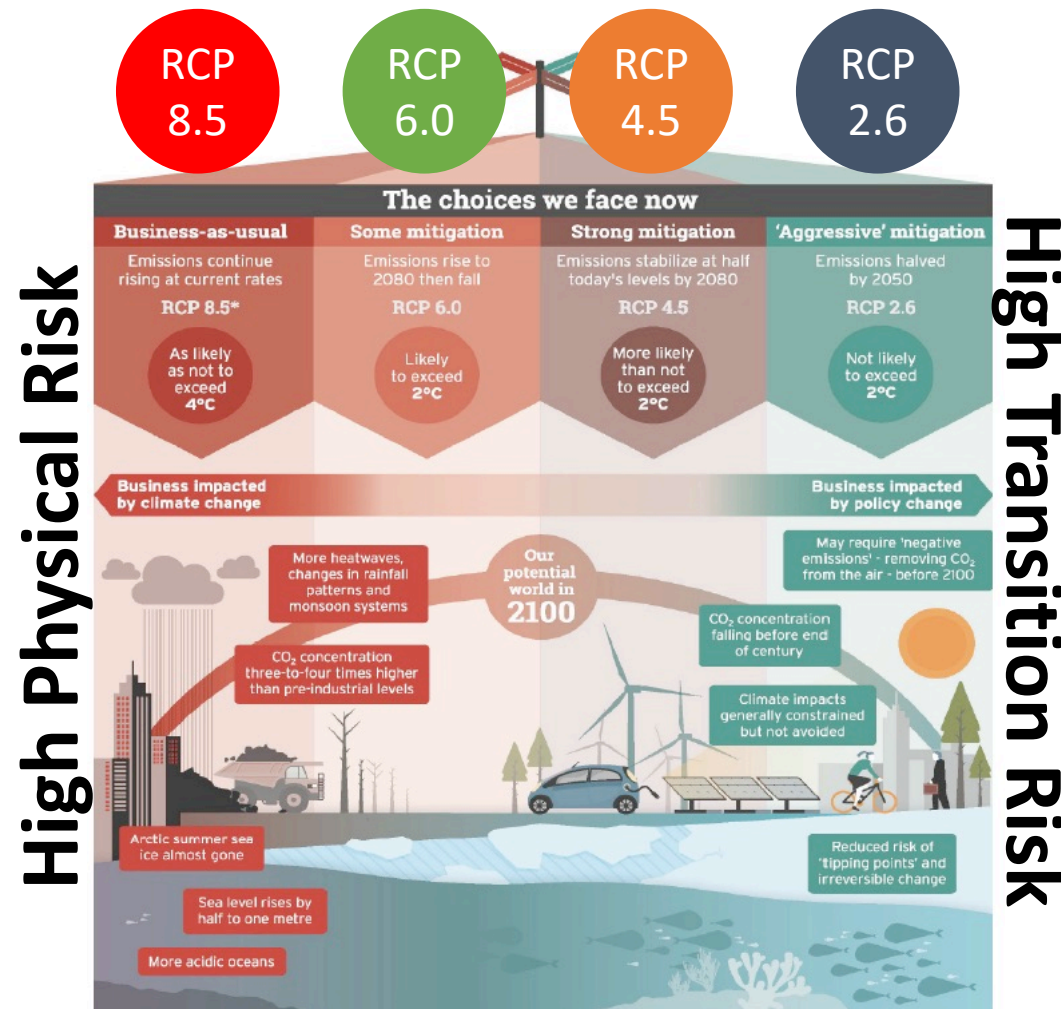 RCP
8.5
RCP
6.0
RCP
4.5
RCP
2.6
High Physical Risk
High Transition Risk
The choices we face now
Business-as-usual
Emissions continue
rising at current rates
RCP 8.5*
As likely
as not to
exceed
4°C
Some mitigation
Emissions rise to
2080 then fall
RCP 6.0
Likely
to exceed
2°C
Strong mitigation
Emissions stabilize at half
today's levels by 2080
RCP 4.5
More likely
than not
to exceed
2°C
'Aggressive' mitigation
Emissions halved
by 2050
RCP 2.6
Not likely
to exceed
2°C
Business impacted
by climate change
Business impacted
by policy change
More heatwaves,
changes in rainfall
patterns and
monsoon systems
Our
potential
world in
2100
May require 'negative
emissions' - removing CO₂
from the air - before 2100
CO₂ concentration
three-to-four times higher
than pre-industrial levels
CO₂ concentration
falling before end
of century
Climate impacts
generally constrained
but not avoided
Arctic summer sea
ice almost gone
Sea level rises by
half to one metre
More acidic oceans
Reduced risk of
'tipping points' and
irreversible change